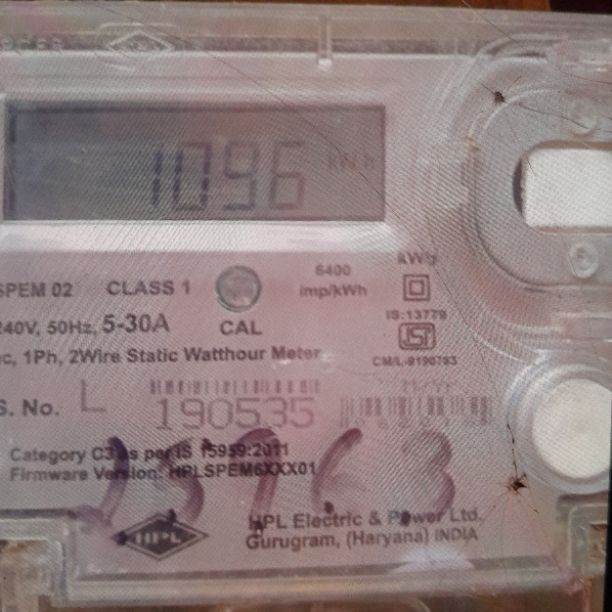 1096 kWh
SPEM 02 CLASS 1
6400
imp/kWh
240V, 50Hz, 5-30A
CAL
IS:13779
ac, 1Ph, 2Wire Static Watthour Meter
CM/L-9190783
S. No. L 190535
Category C3 as per IS 15959:2011
Firmware Version: HPLSPEM6XXX01
HPL
HPL Electric & Power Ltd.
Gurugram, (Haryana) INDIA